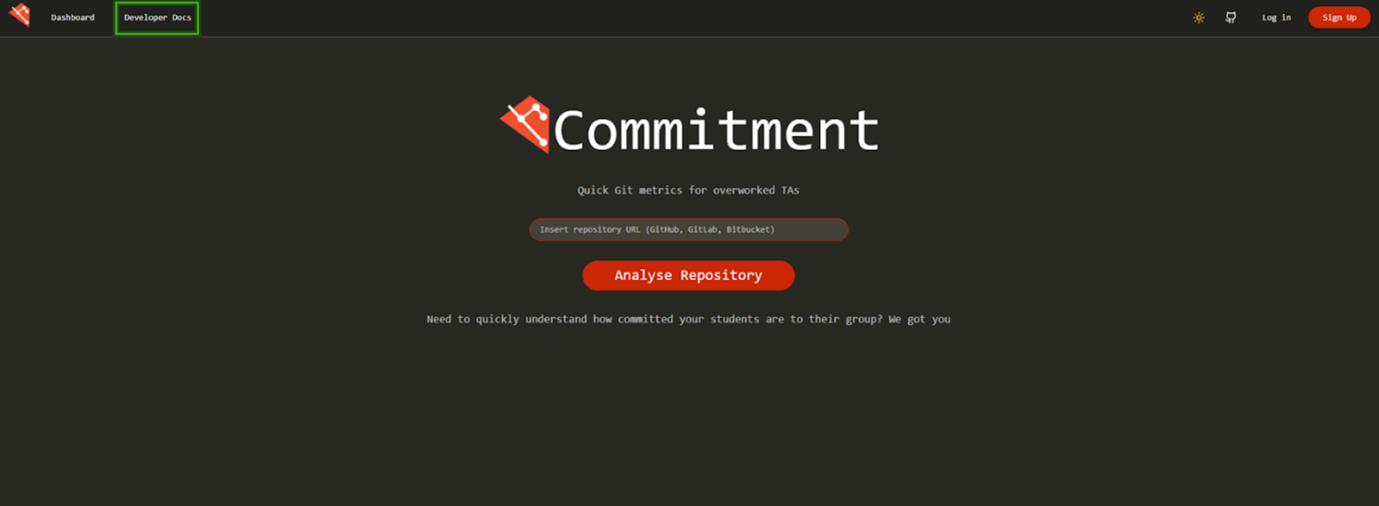 Dashboard Developer Docs Log in Sign Up
Commitment
Quick Git metrics for overworked TAs
Insert repository URL (GitHub, GitLab, Bitbucket)
Analyse Repository
Need to quickly understand how committed your students are to their group? We got you